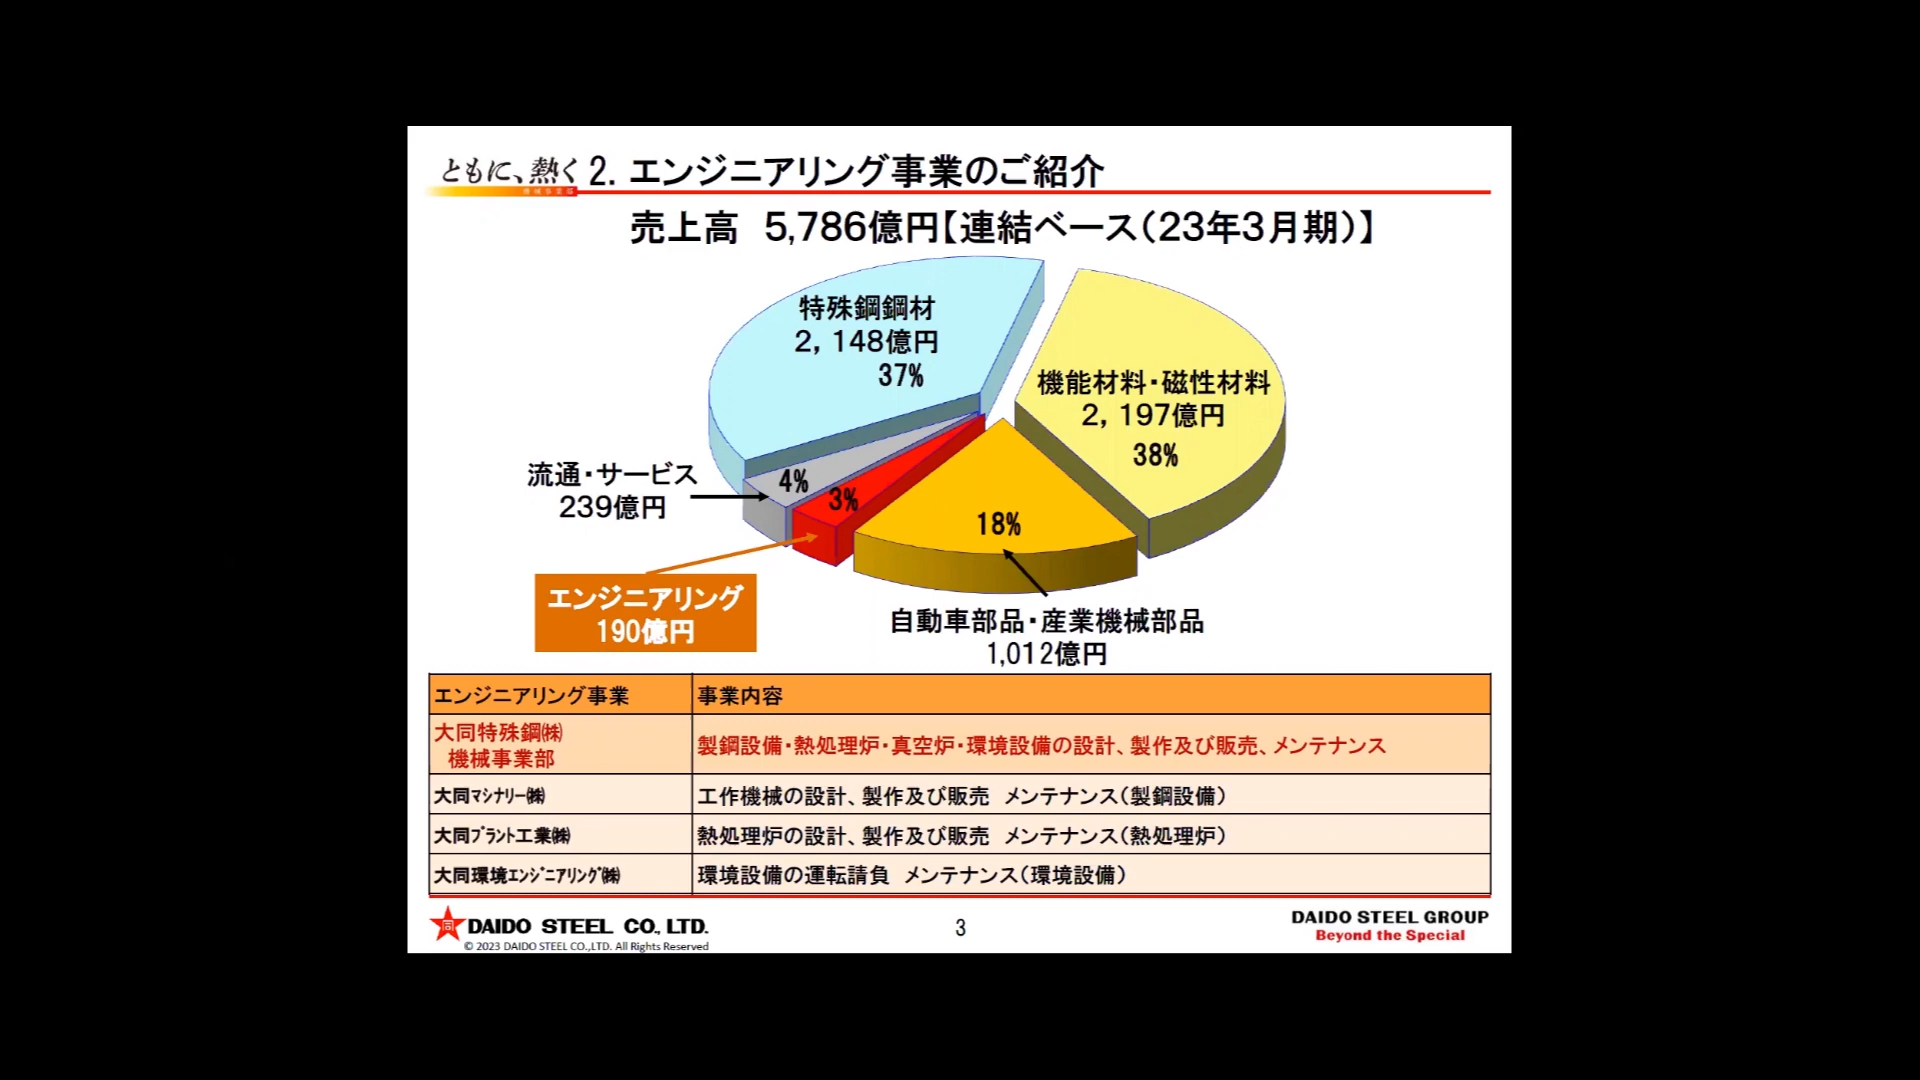 ともに、熱く
機械事業部
2. エンジニアリング事業のご紹介
売上高　5,786億円【連結ベース（23年3月期）】
特殊鋼鋼材
2，148億円
37%
機能材料・磁性材料
2，197億円
38%
流通・サービス
239億円
4%
3%
18%
エンジニアリング
190億円
自動車部品・産業機械部品
1,012億円
エンジニアリング事業　事業内容
大同特殊鋼㈱
機械事業部
製鋼設備・熱処理炉・真空炉・環境設備の設計、製作及び販売、メンテナンス
大同ﾏｼﾅﾘｰ㈱　工作機械の設計、製作及び販売　メンテナンス（製鋼設備）
大同ﾌﾟﾗﾝﾄ工業㈱　熱処理炉の設計、製作及び販売　メンテナンス（熱処理炉）
大同環境ｴﾝｼﾞﾆｱﾘﾝｸﾞ㈱　環境設備の運転請負　メンテナンス（環境設備）
同 DAIDO STEEL CO., LTD.
© 2023 DAIDO STEEL CO.,LTD. All Rights Reserved
3
DAIDO STEEL GROUP
Beyond the Special